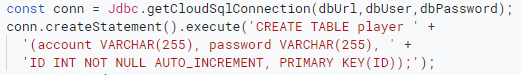 const conn = Jdbc.getCloudSqlConnection(dbUrl,dbUser,dbPassword);
conn.createStatement().execute('CREATE TABLE player ' +
'(account VARCHAR(255), password VARCHAR(255), ' +
'ID INT NOT NULL AUTO_INCREMENT, PRIMARY KEY(ID));');